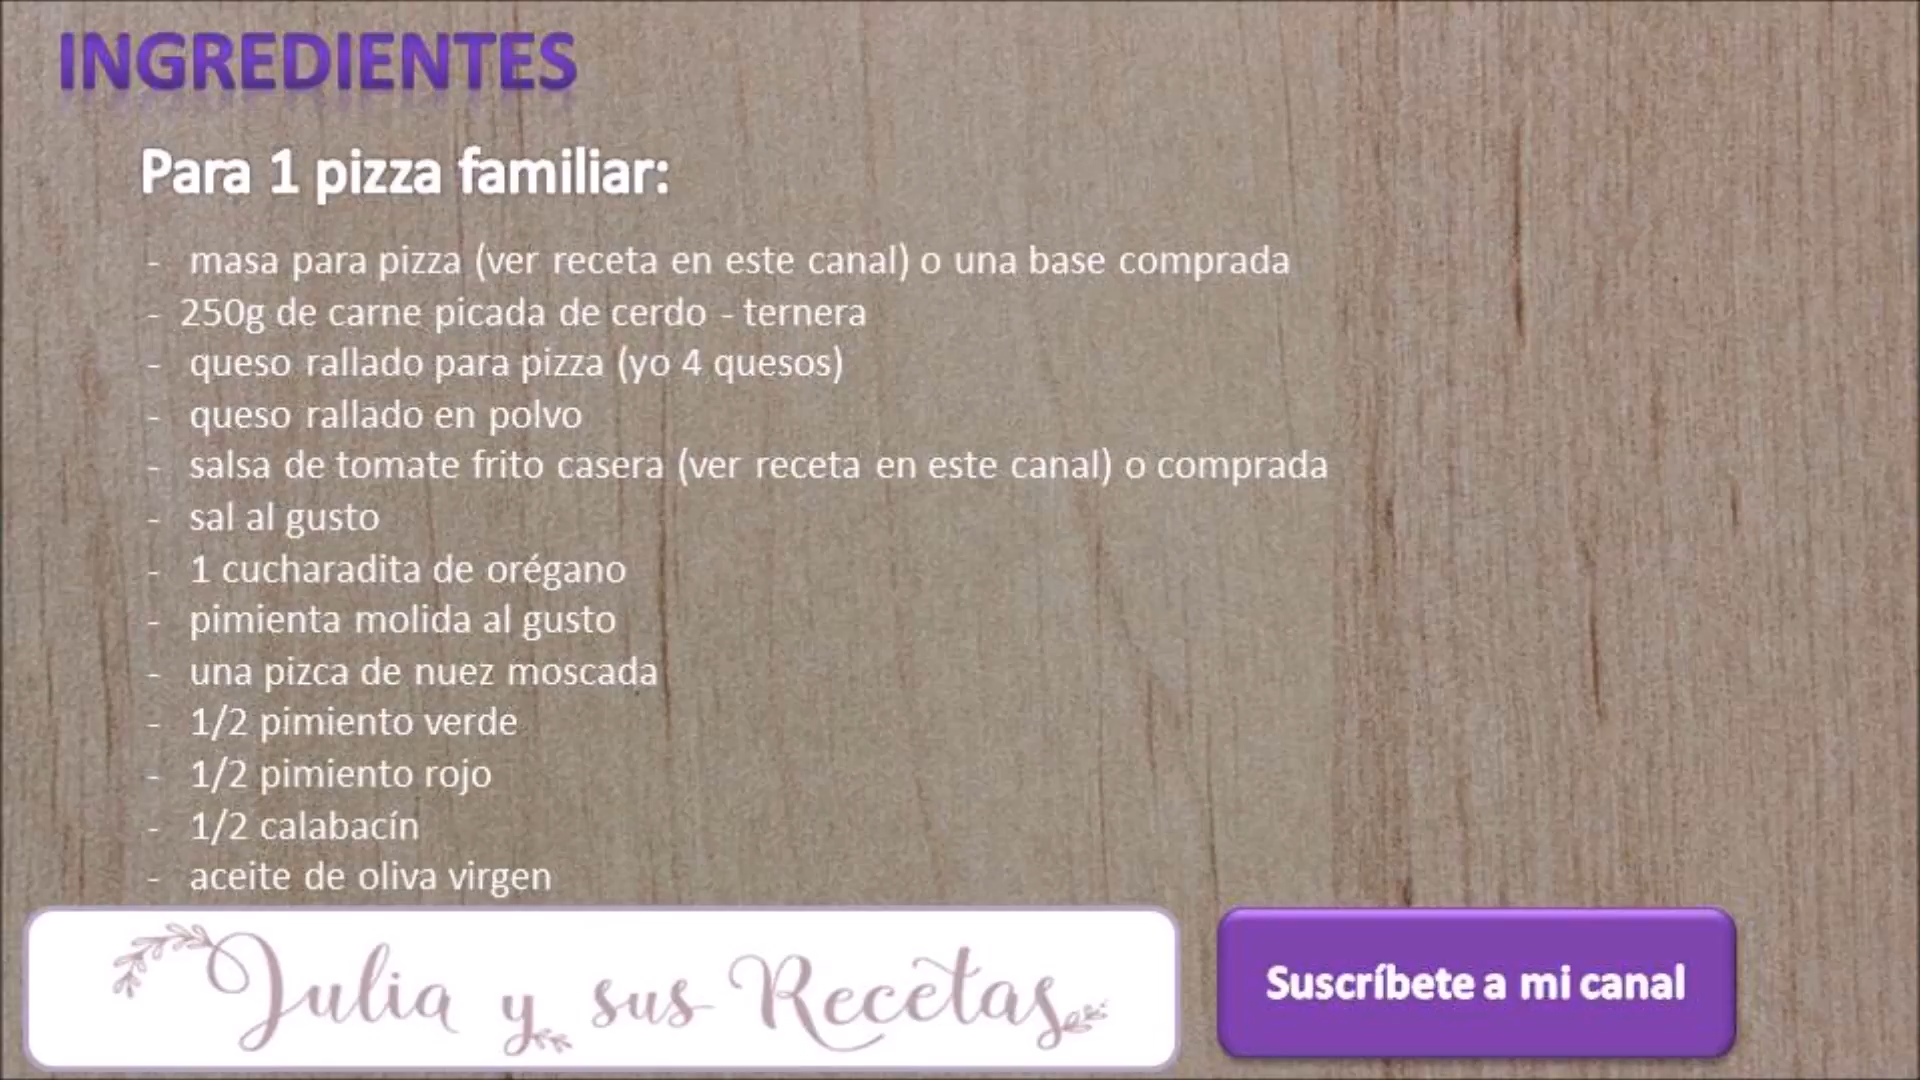 INGREDIENTES
Para 1 pizza familiar:
- masa para pizza (ver receta en este canal) o una base comprada
- 250g de carne picada de cerdo - ternera
- queso rallado para pizza (yo 4 quesos)
- queso rallado en polvo
- salsa de tomate frito casera (ver receta en este canal) o comprada
- sal al gusto
- 1 cucharadita de orégano
- pimienta molida al gusto
- una pizca de nuez moscada
- 1/2 pimiento verde
- 1/2 pimiento rojo
- 1/2 calabacín
- aceite de oliva virgen
Julia y sus Recetas
Suscríbete a mi canal